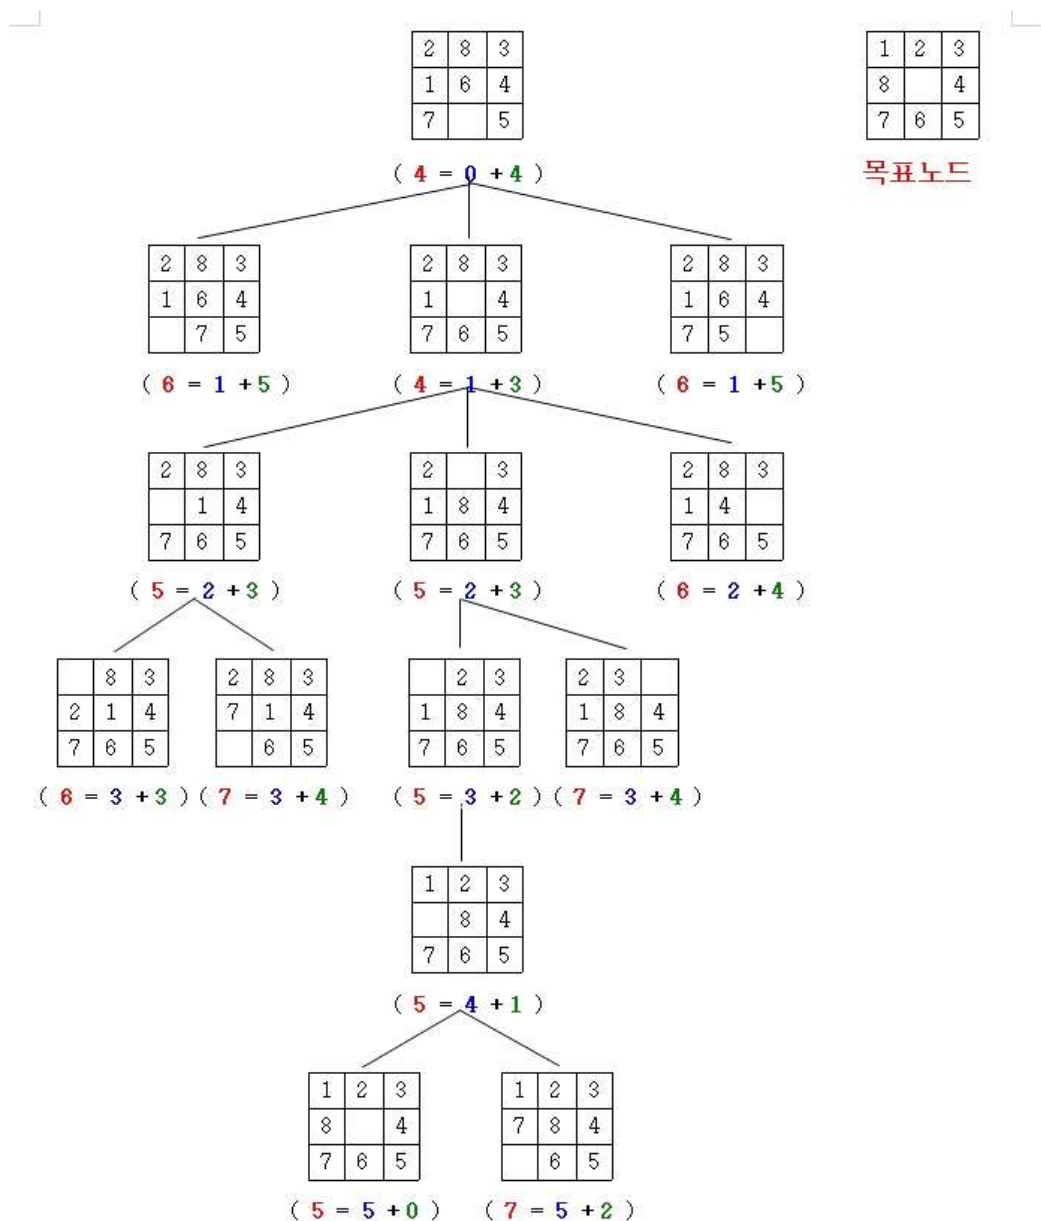 2 8 3 1 2 3
1 6 4 8 4
7 5 7 6 5
( 4 = 0 + 4 ) 목표노드
2 8 3 2 8 3 2 8 3
1 6 4 1 4 1 6 4
7 5 7 6 5 7 5
( 6 = 1 + 5 ) ( 4 = 1 + 3 ) ( 6 = 1 + 5 )
2 8 3 2 3 2 8 3
1 4 1 8 4 1 4
7 6 5 7 6 5 7 6 5
( 5 = 2 + 3 ) ( 5 = 2 + 3 ) ( 6 = 2 + 4 )
8 3 2 8 3 2 3 2 3
2 1 4 7 1 4 1 8 4 1 8 4
7 6 5 6 5 7 6 5 7 6 5
( 6 = 3 + 3 ) ( 7 = 3 + 4 ) ( 5 = 3 + 2 ) ( 7 = 3 + 4 )
1 2 3
8 4
7 6 5
( 5 = 4 + 1 )
1 2 3 1 2 3
8 4 7 8 4
7 6 5 6 5
( 5 = 5 + 0 ) ( 7 = 5 + 2 )